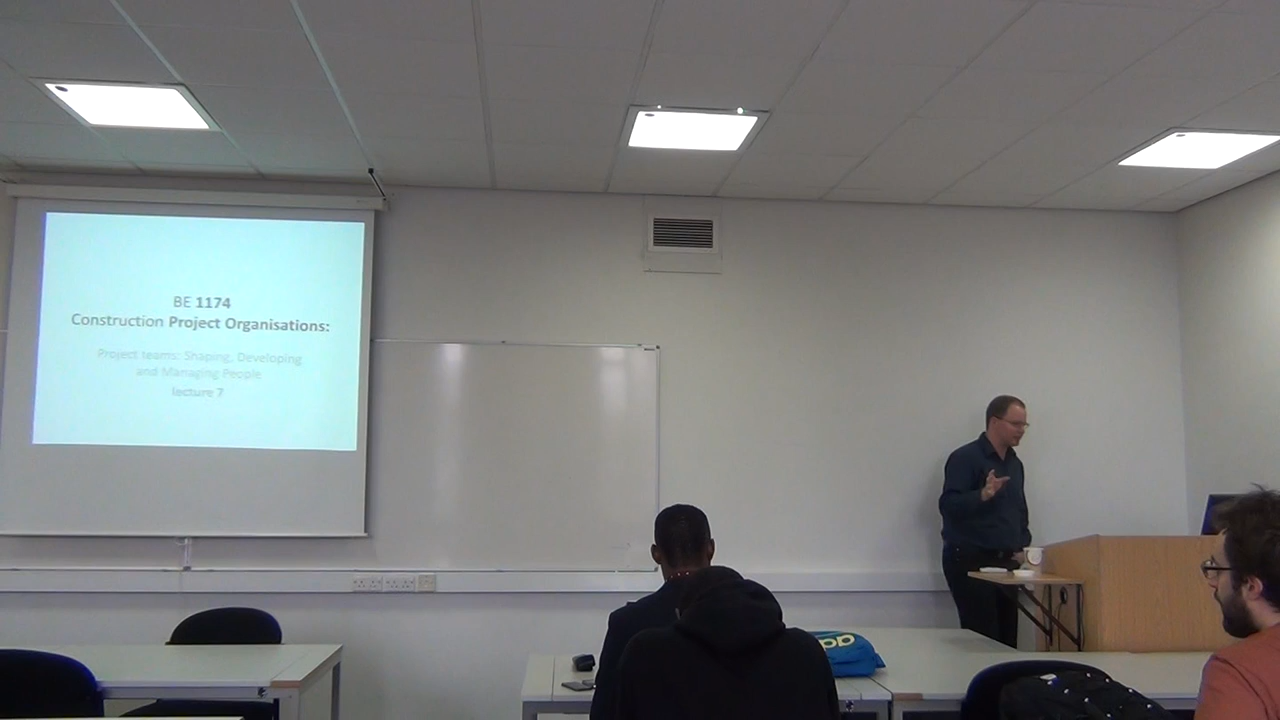 BE 1174
Construction Project Organisations:
Project teams: Shaping, Developing
and Managing People
lecture 7